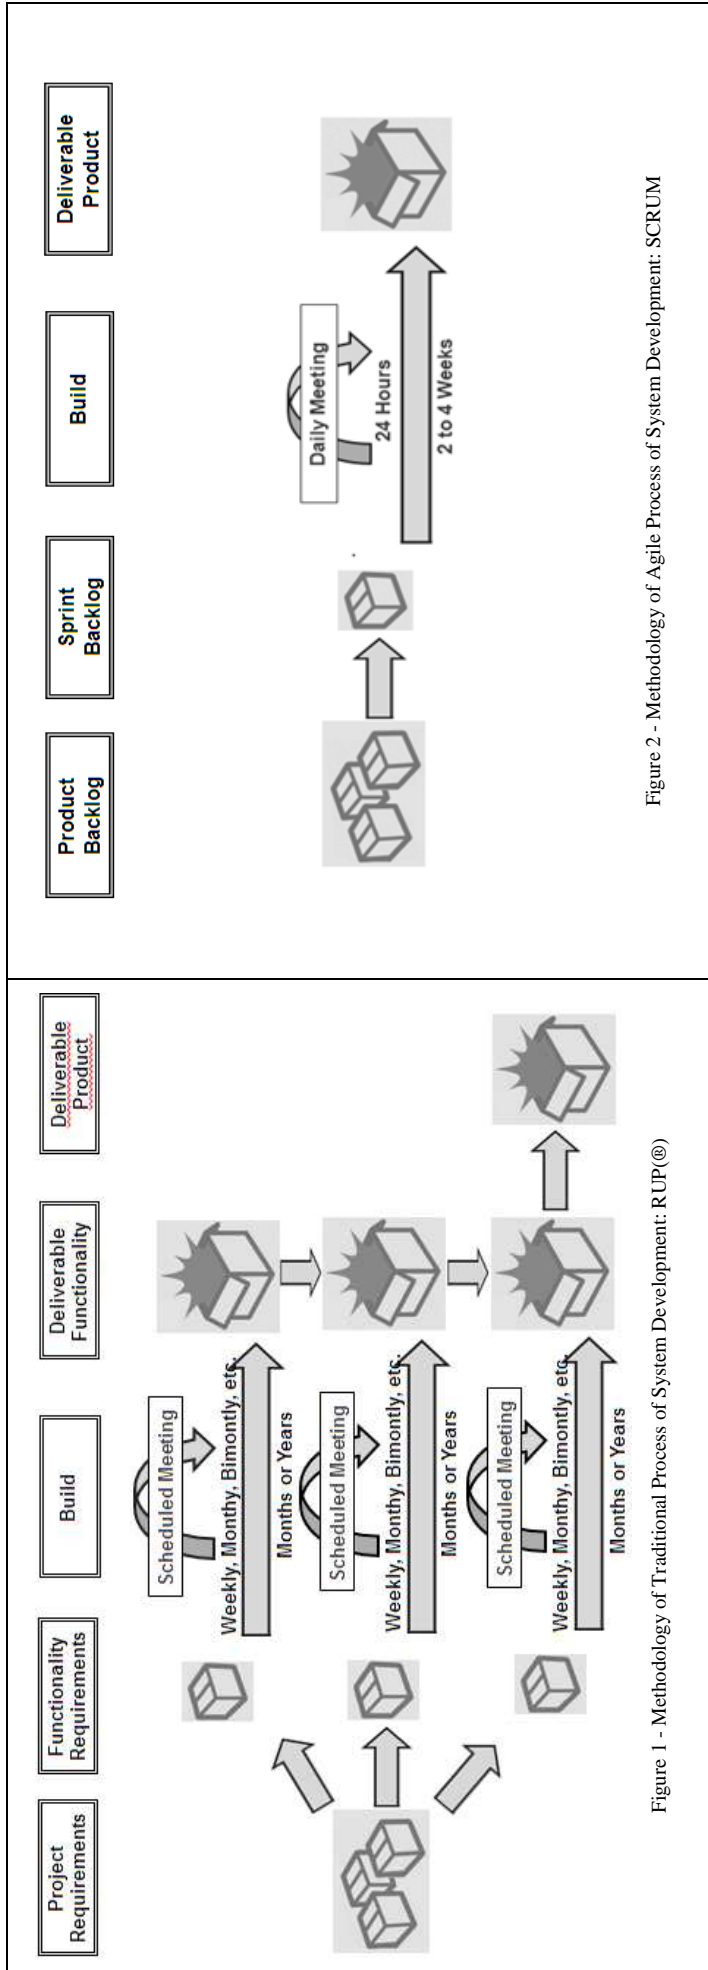 Project
Requirements
Functionality
Requirements
Build
Deliverable
Functionality
Deliverable
Product
Scheduled Meeting
Weekly, Monthy, Bimontly, etc.
Months or Years
Scheduled Meeting
Weekly, Monthy, Bimontly, etc.
Months or Years
Scheduled Meeting
Weekly, Monthy, Bimontly, etc.
Months or Years
Figure 1 - Methodology of Traditional Process of System Development: RUP(®)
Product
Backlog
Sprint
Backlog
Build
Deliverable
Product
Daily Meeting
24 Hours
2 to 4 Weeks
Figure 2 - Methodology of Agile Process of System Development: SCRUM